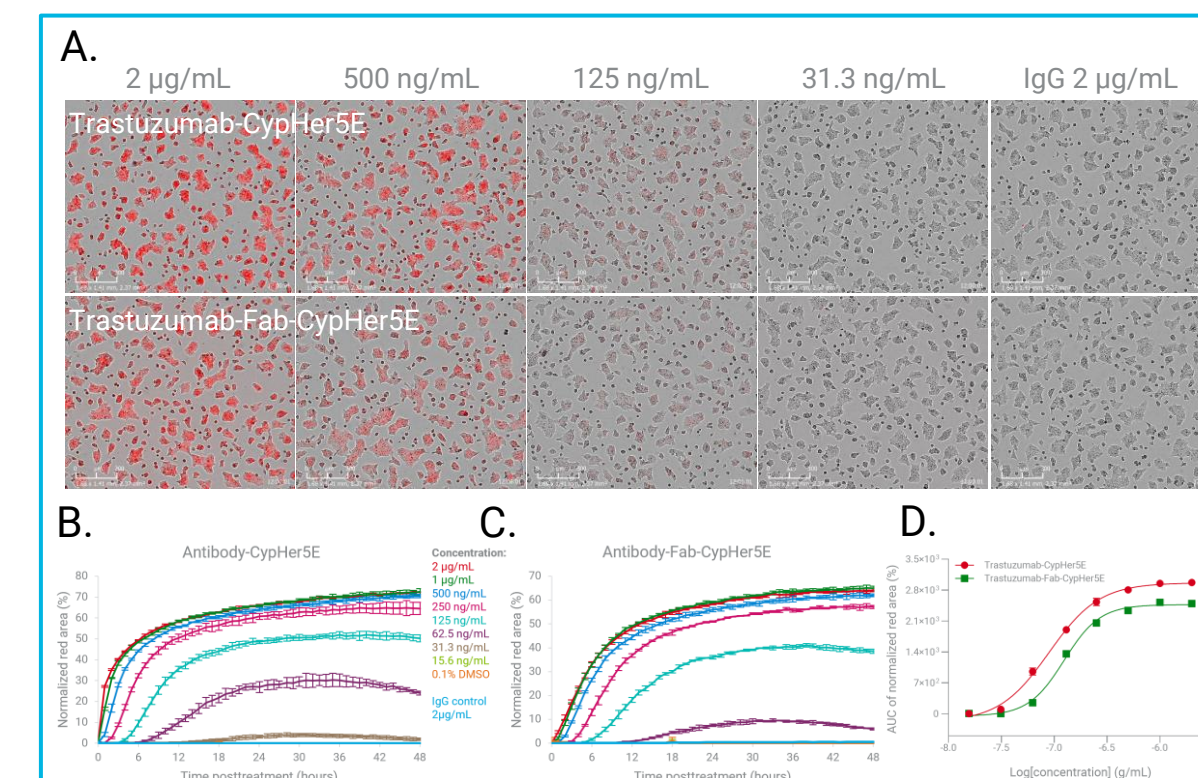 A.
2 µg/mL
500 ng/mL
125 ng/mL
31.3 ng/mL
IgG 2 µg/mL
Trastuzumab-CypHer5E
Trastuzumab-Fab-CypHer5E
B.
Antibody-CypHer5E
Normalized red area (%)
80
70
60
50
40
30
20
10
0
0 6 12 18 24 30 36 42 48
Time posttreatment (hours)
Concentration:
2 µg/mL
1 µg/mL
500 ng/mL
250 ng/mL
125 ng/mL
62.5 ng/mL
31.3 ng/mL
15.6 ng/mL
0.1% DMSO
IgG control
2µg/mL
C.
Antibody-Fab-CypHer5E
Normalized red area (%)
70
60
50
40
30
20
10
0
0 6 12 18 24 30 36 42 48
Time posttreatment (hours)
D.
AUC of normalized red area (%)
3.5×10³
2.8×10³
2.1×10³
1.4×10³
7×10²
0
Trastuzumab-CypHer5E
Trastuzumab-Fab-CypHer5E
-8.0 -7.5 -7.0 -6.5 -6.0
Log[concentration] (g/mL)